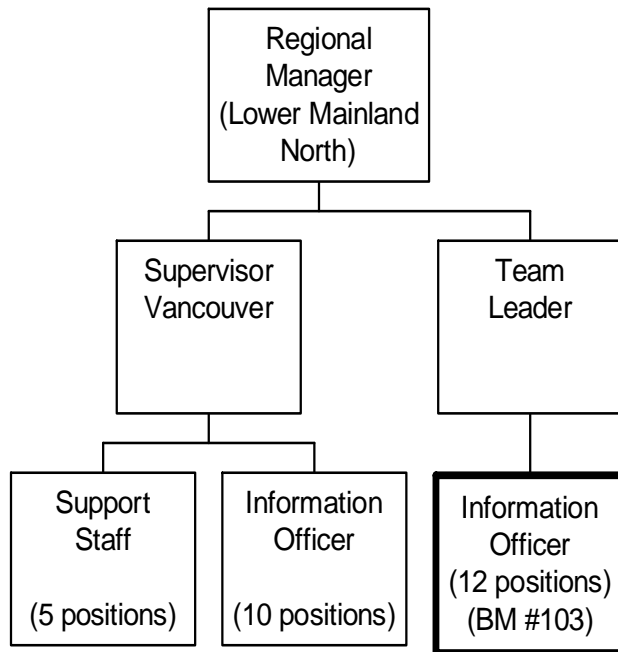 Regional
Manager
(Lower Mainland
North)
Supervisor
Vancouver
Team
Leader
Support
Staff
(5 positions)
Information
Officer
(10 positions)
Information
Officer
(12 positions)
(BM #103)